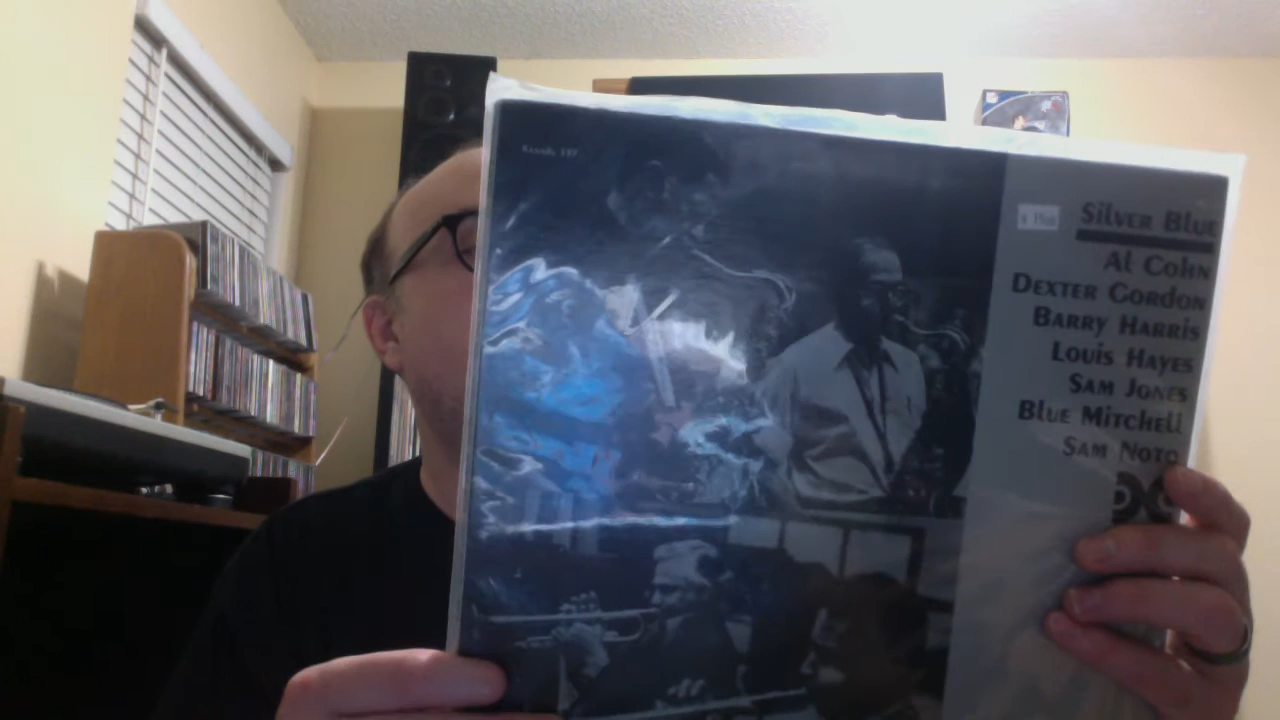 Silver Blue
Al Cohn
Dexter Gordon
Barry Harris
Louis Hayes
Sam Jones
Blue Mitchell
Sam Noto